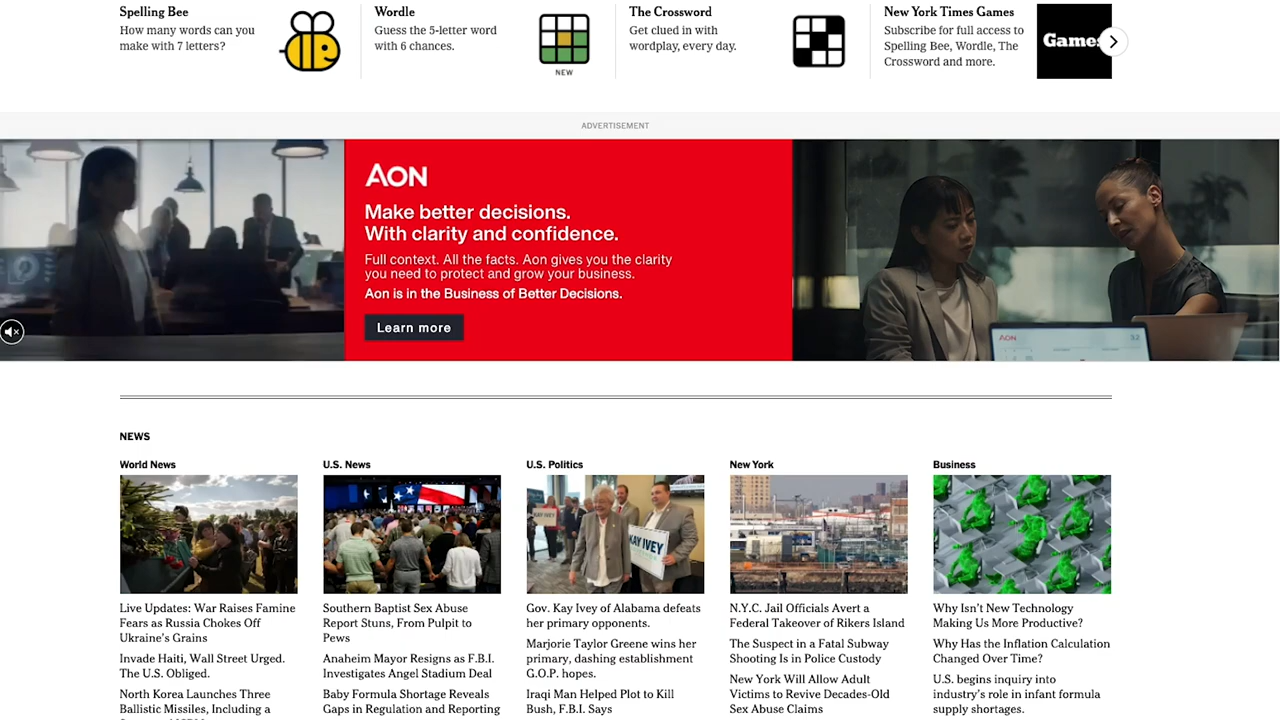 Spelling Bee
How many words can you
make with 7 letters?
Wordle
Guess the 5-letter word
with 6 chances.
NEW
The Crossword
Get clued in with
wordplay, every day.
New York Times Games
Subscribe for full access to
Spelling Bee, Wordle, The
Crossword and more.
Games
ADVERTISEMENT
AON
Make better decisions.
With clarity and confidence.
Full context. All the facts. Aon gives you the clarity
you need to protect and grow your business.
Aon is in the Business of Better Decisions.
Learn more
AON
3.2
NEWS
World News
Live Updates: War Raises Famine
Fears as Russia Chokes Off
Ukraine's Grains
Invade Haiti, Wall Street Urged.
The U.S. Obliged.
North Korea Launches Three
Ballistic Missiles, Including a
U.S. News
Southern Baptist Sex Abuse
Report Stuns, From Pulpit to
Pews
Anaheim Mayor Resigns as F.B.I.
Investigates Angel Stadium Deal
Baby Formula Shortage Reveals
Gaps in Regulation and Reporting
U.S. Politics
KAY IVEY
KAY IVEY
Gov. Kay Ivey of Alabama defeats
her primary opponents.
Marjorie Taylor Greene wins her
primary, dashing establishment
G.O.P. hopes.
Iraqi Man Helped Plot to Kill
Bush, F.B.I. Says
New York
N.Y.C. Jail Officials Avert a
Federal Takeover of Rikers Island
The Suspect in a Fatal Subway
Shooting Is in Police Custody
New York Will Allow Adult
Victims to Revive Decades-Old
Sex Abuse Claims
Business
Why Isn't New Technology
Making Us More Productive?
Why Has the Inflation Calculation
Changed Over Time?
U.S. begins inquiry into
industry's role in infant formula
supply shortages.